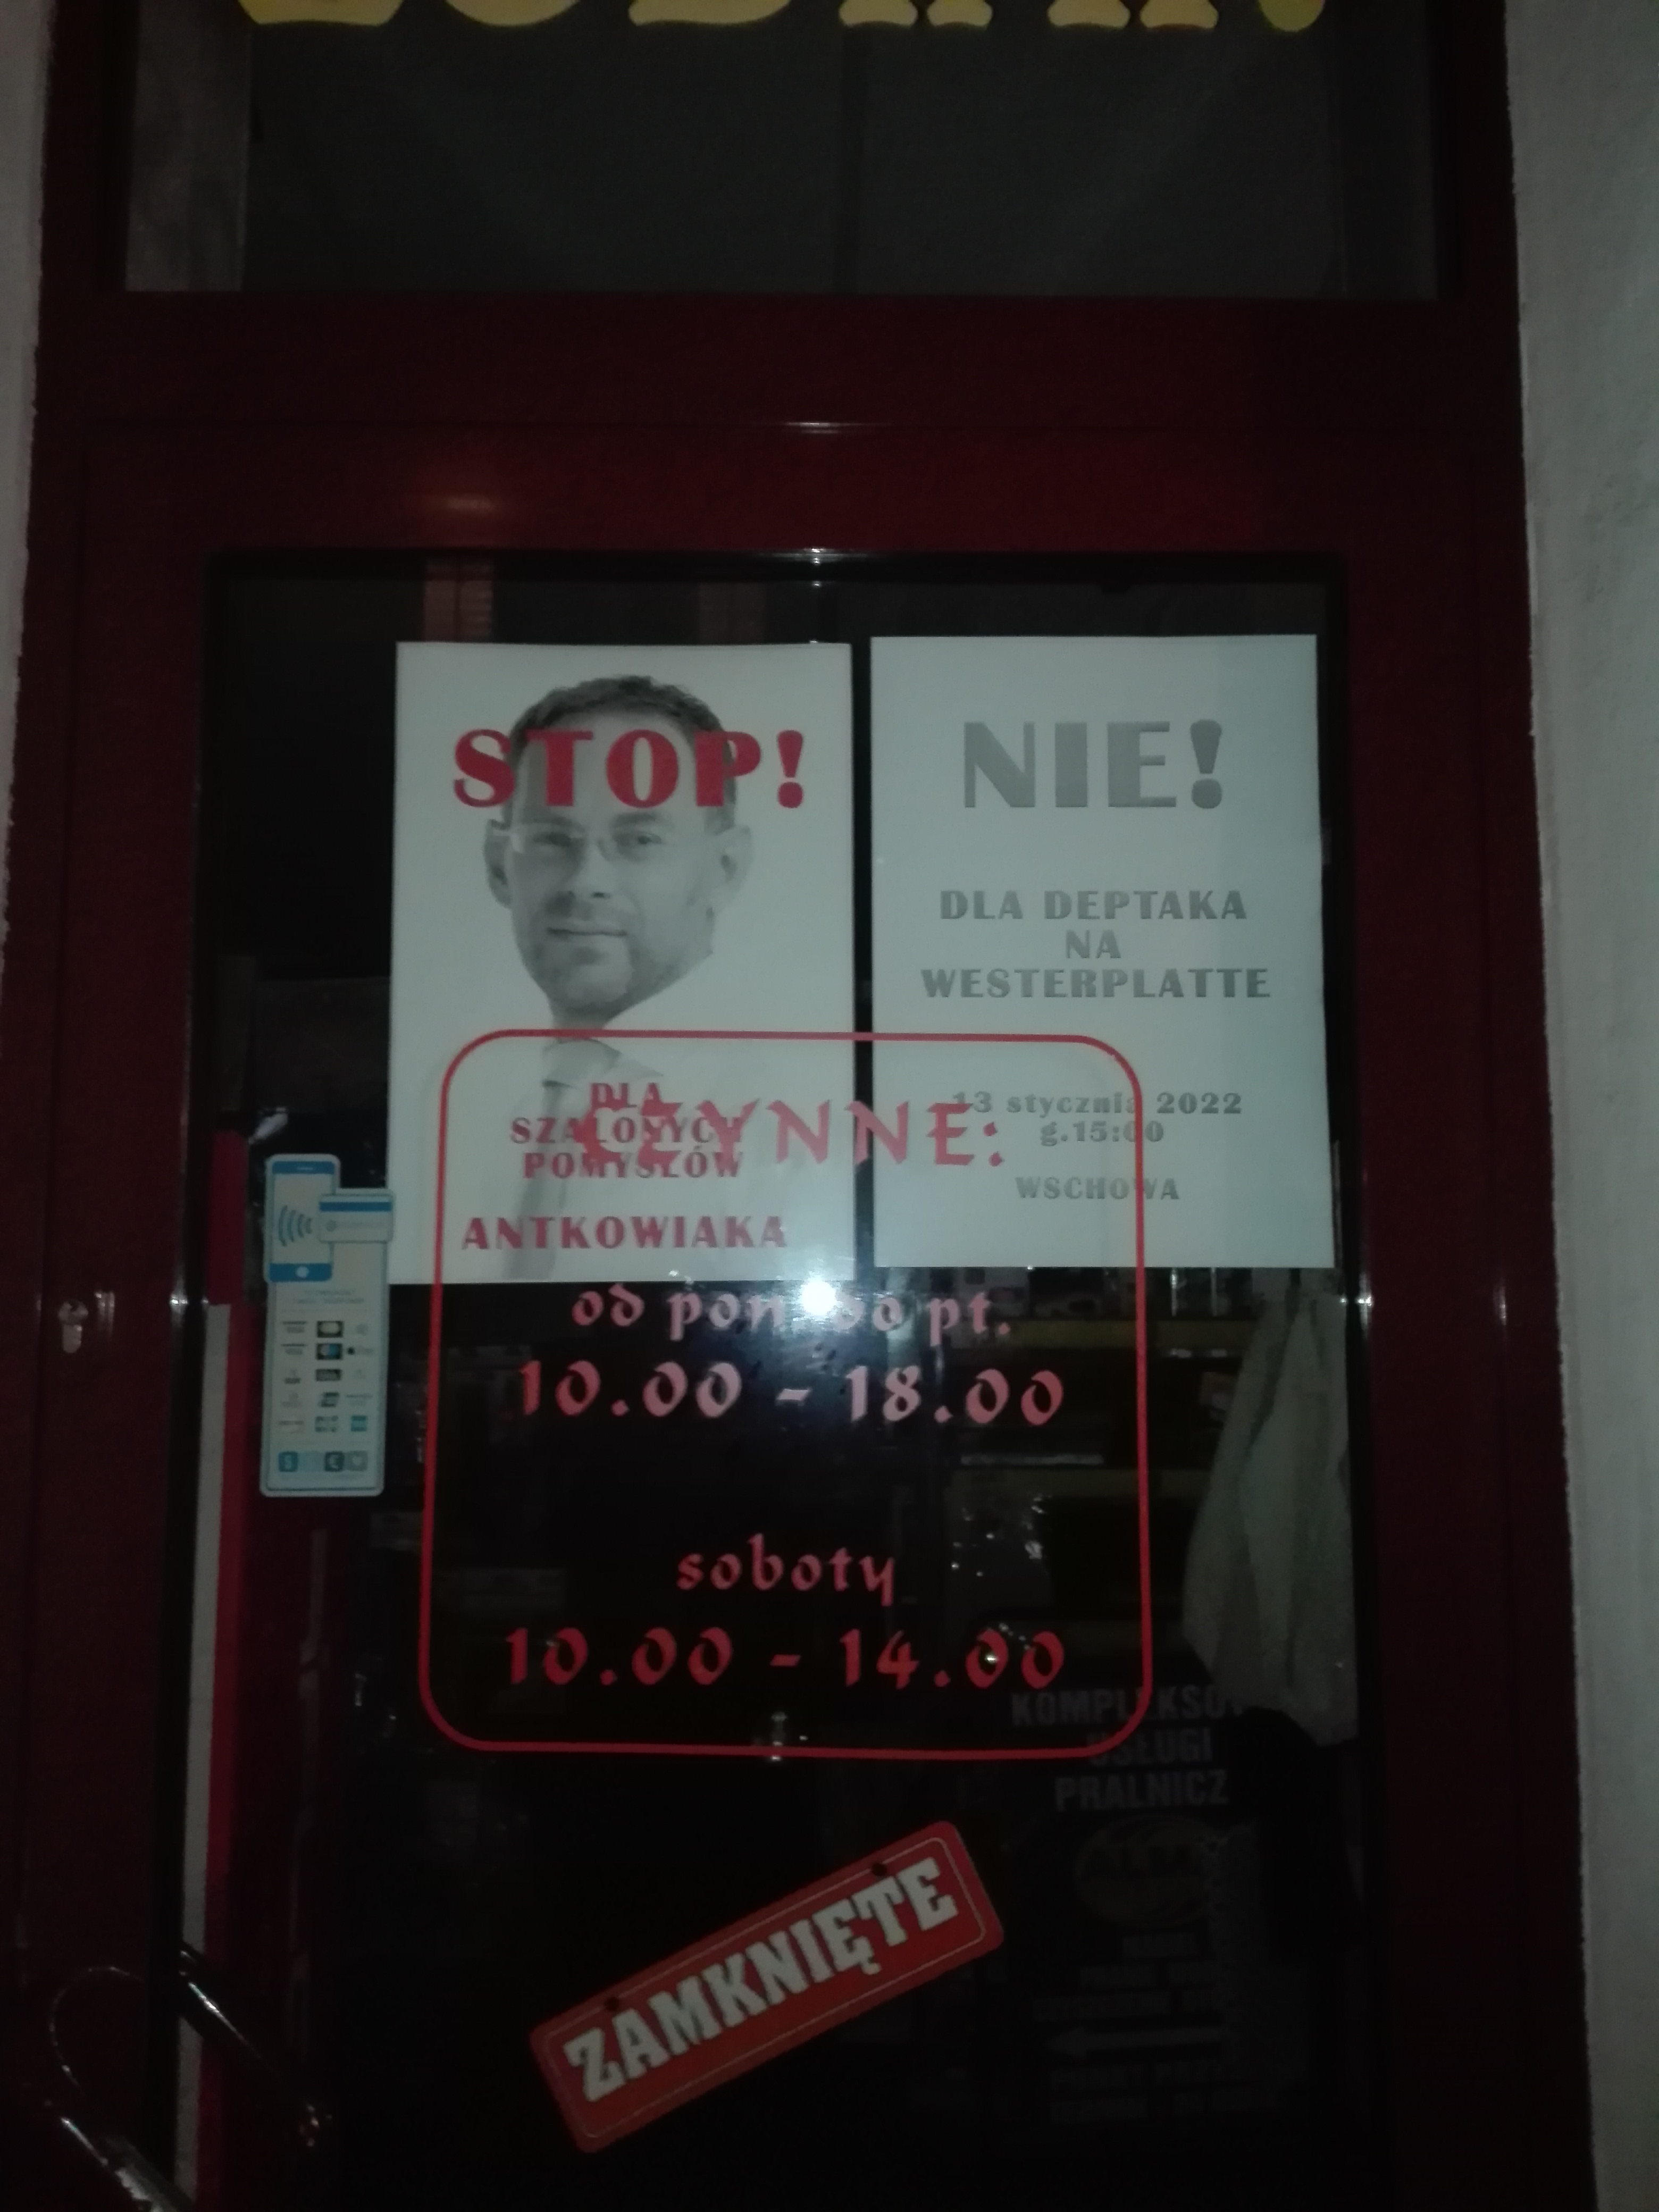 STOP!
DLA
SZALONYCH
POMYSŁÓW
ANTKOWIAKA
NIE!
DLA DEPTAKA
NA
WESTERPLATTE
13 stycznia 2022
g.15:00
WSCHOWA
CZYNNE:
od pon. do pt.
10.00 - 18.00
soboty
10.00 - 14.00
USŁUGI
PRALNICZ
ZAMKNIĘTE